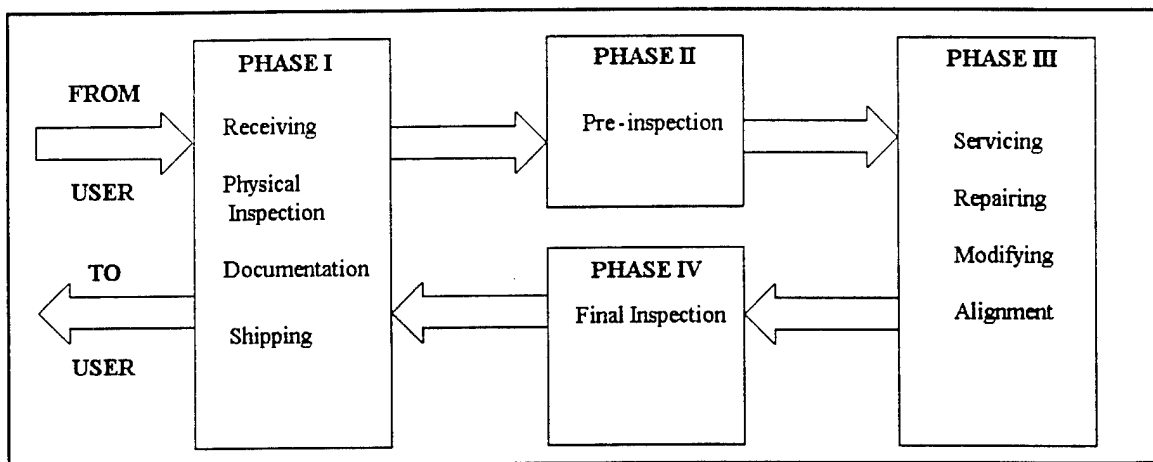 FROM
USER
TO
USER
PHASE I
Receiving
Physical
Inspection
Documentation
Shipping
PHASE II
Pre-inspection
PHASE III
Servicing
Repairing
Modifying
Alignment
PHASE IV
Final Inspection